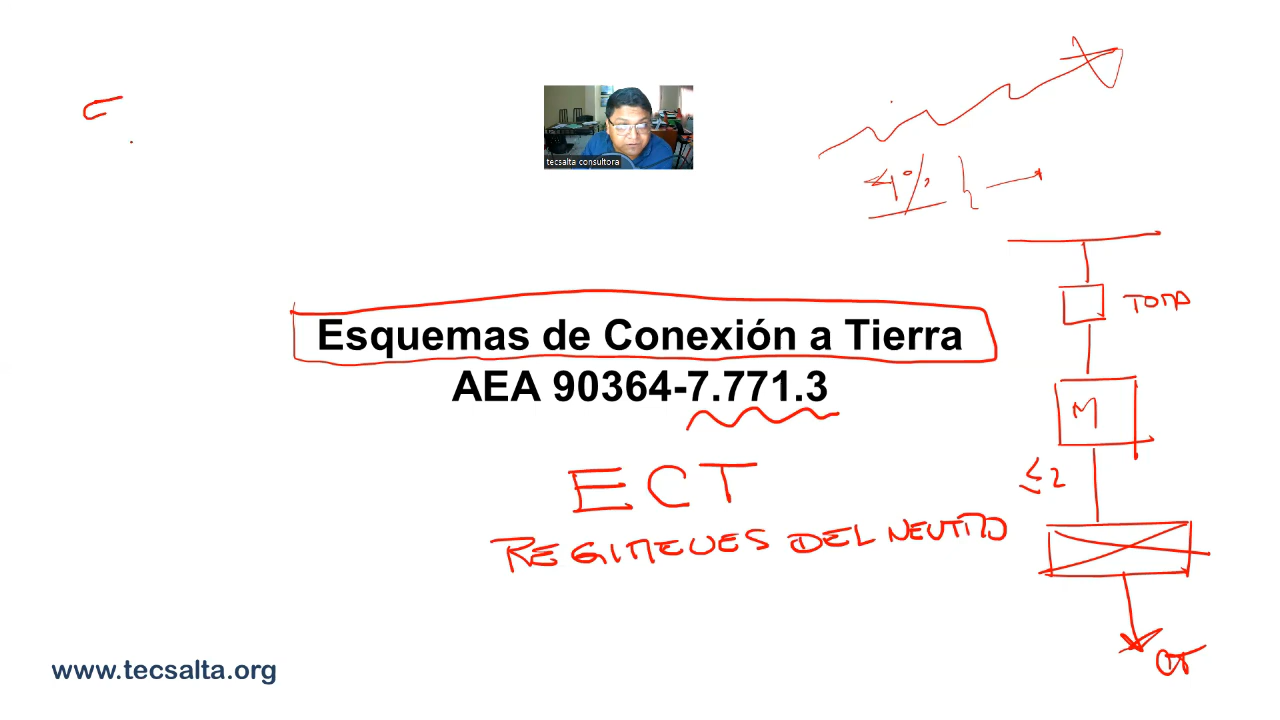 tecsalta consultora
Esquemas de Conexión a Tierra
AEA 90364-7.771.3
ECT
REGIMENES DEL NEUTRO
TOMA
M
≤ 2
www.tecsalta.org